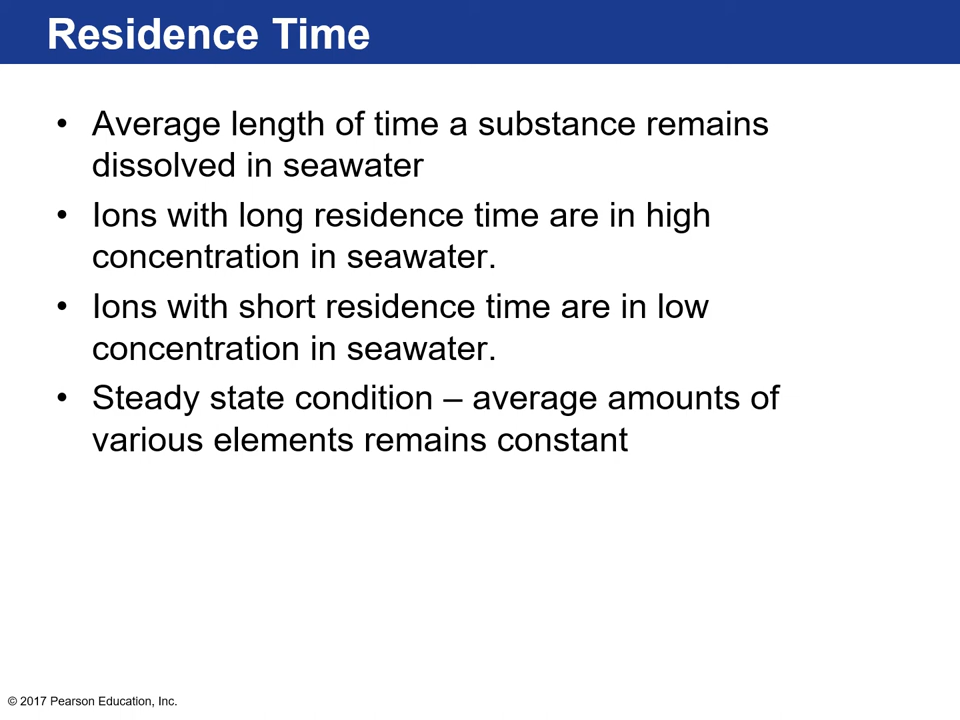 Residence Time
• Average length of time a substance remains
dissolved in seawater
• Ions with long residence time are in high
concentration in seawater.
• Ions with short residence time are in low
concentration in seawater.
• Steady state condition – average amounts of
various elements remains constant
© 2017 Pearson Education, Inc.